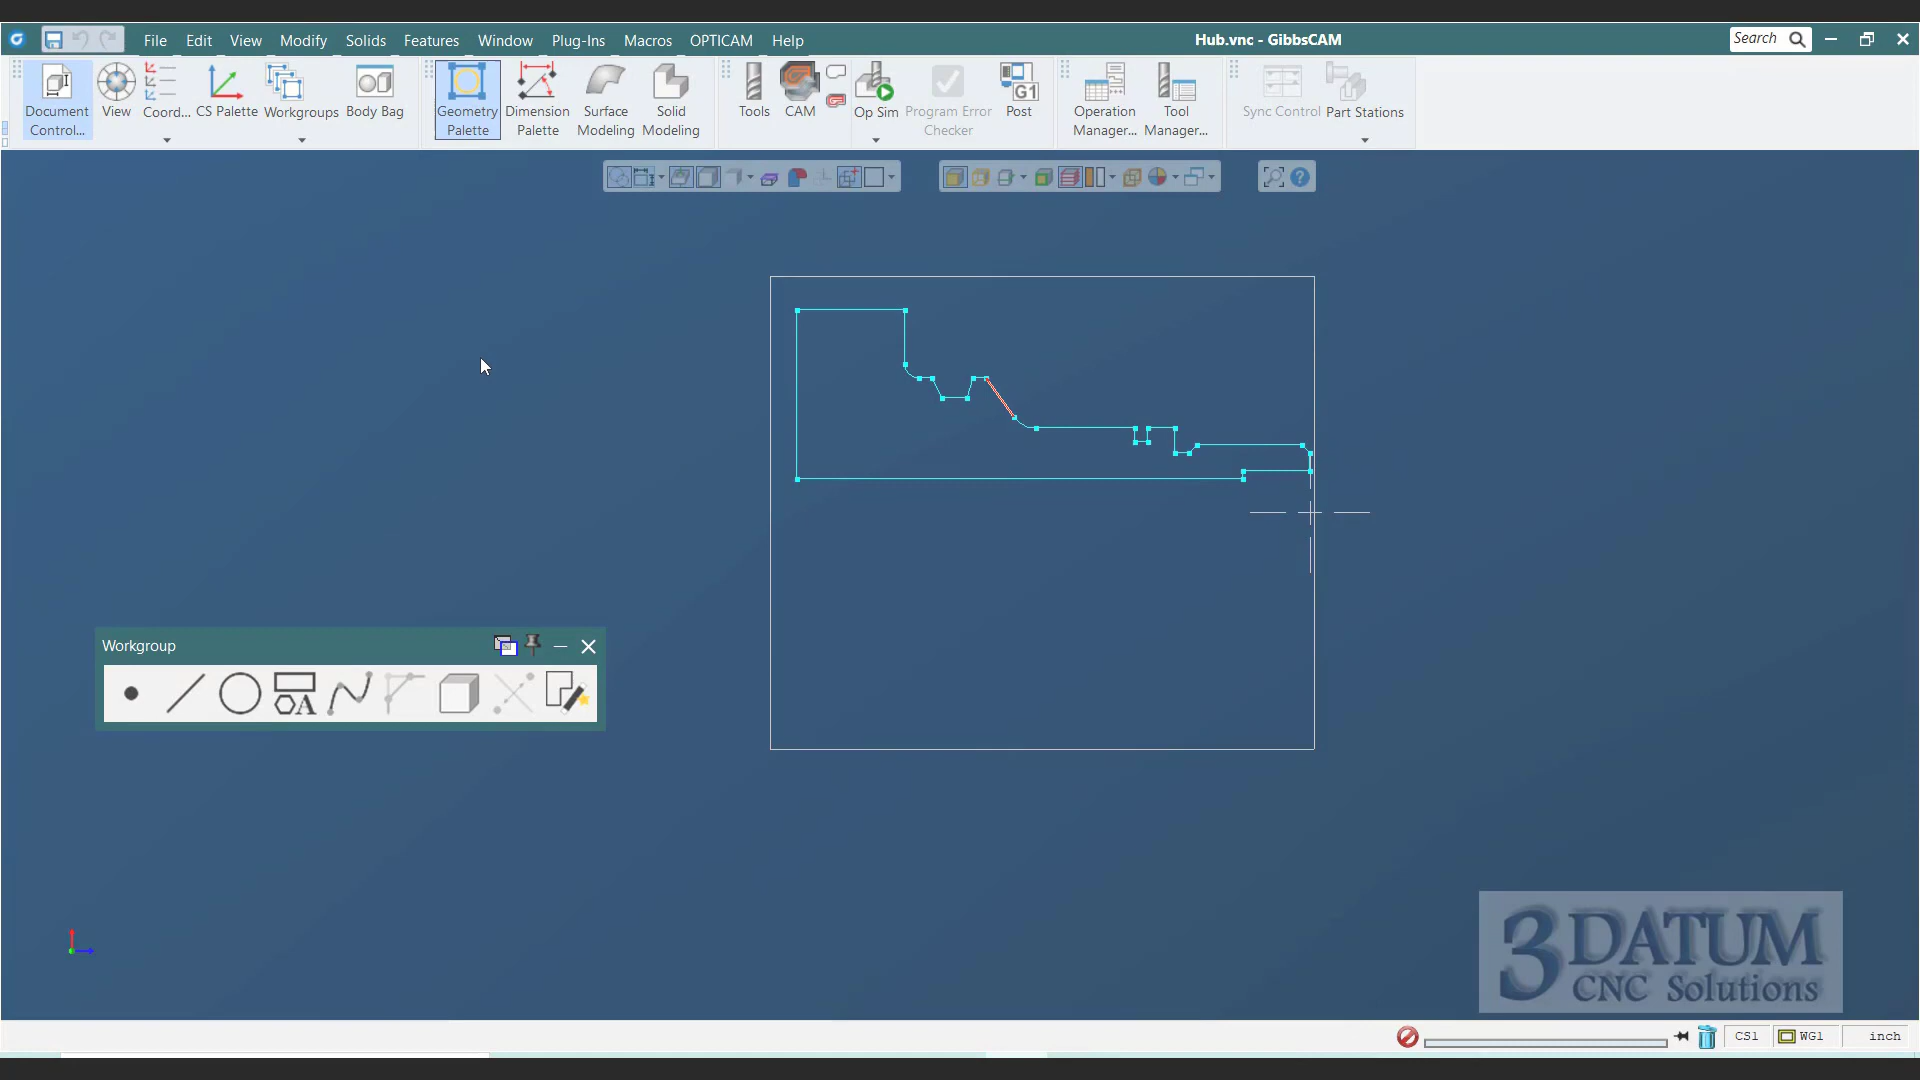 File Edit View Modify Solids Features Window Plug-Ins Macros OPTICAM Help
Hub.vnc - GibbsCAM
Search
Document Control...
View
Coord...
CS Palette
Workgroups
Body Bag
Geometry Palette
Dimension Palette
Surface Modeling
Solid Modeling
Tools
CAM
Op Sim
Program Error Checker
G1
Post
Operation Manager...
Tool Manager...
Sync Control
Part Stations
Workgroup
A
3DATUM
CNC Solutions
CS1
WG1
inch